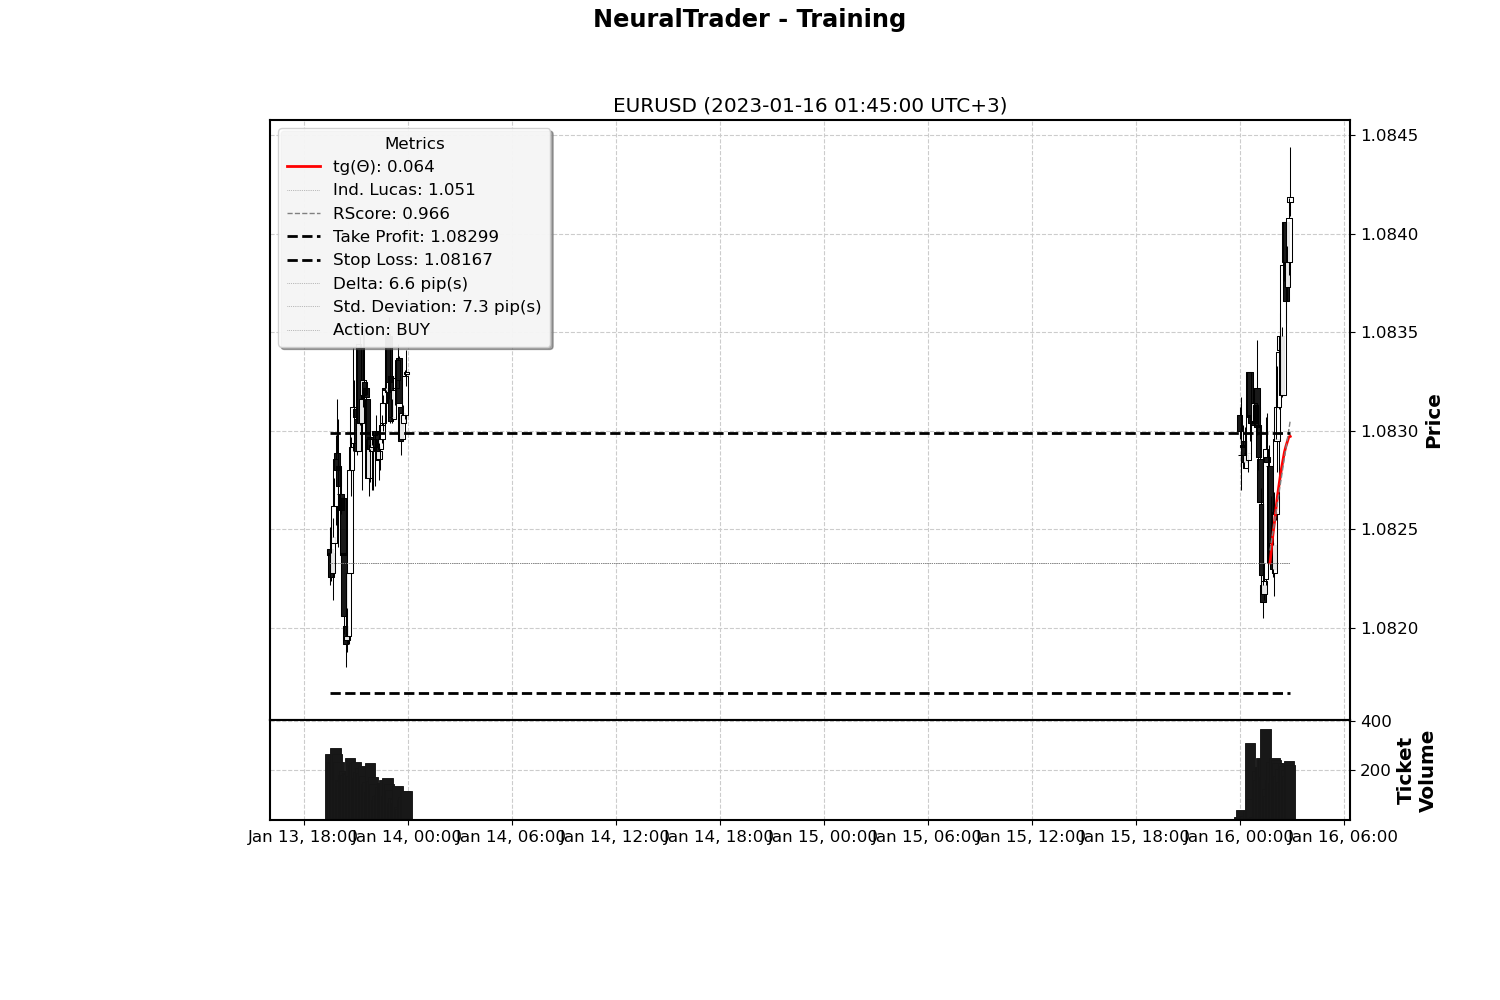 NeuralTrader - Training
EURUSD (2023-01-16 01:45:00 UTC+3)
Metrics
tg(Θ): 0.064
Ind. Lucas: 1.051
RScore: 0.966
Take Profit: 1.08299
Stop Loss: 1.08167
Delta: 6.6 pip(s)
Std. Deviation: 7.3 pip(s)
Action: BUY
1.0845
1.0840
1.0835
1.0830
1.0825
1.0820
Price
400
200
Ticket
Volume
Jan 13, 18:00
Jan 14, 00:00
Jan 14, 06:00
Jan 14, 12:00
Jan 14, 18:00
Jan 15, 00:00
Jan 15, 06:00
Jan 15, 12:00
Jan 15, 18:00
Jan 16, 00:00
Jan 16, 06:00